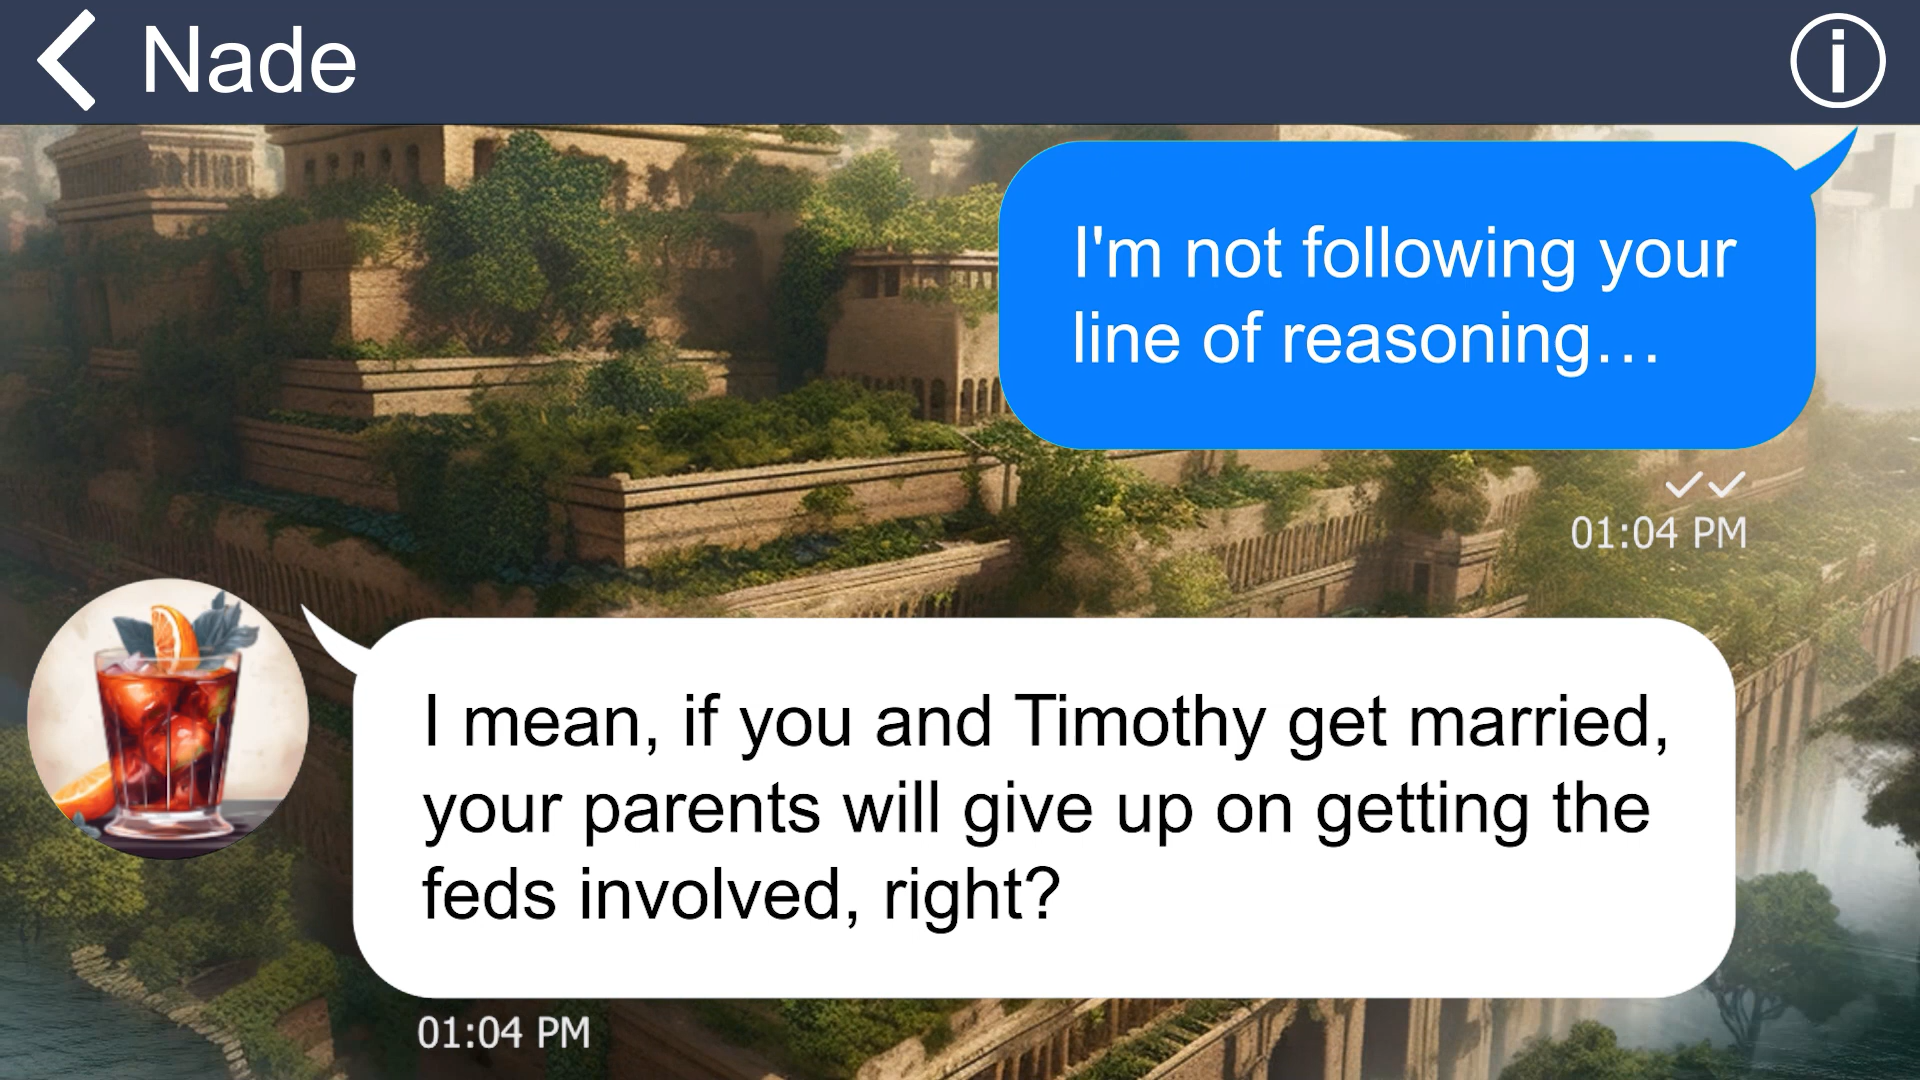 Nade
I'm not following your
line of reasoning…
01:04 PM
I mean, if you and Timothy get married,
your parents will give up on getting the
feds involved, right?
01:04 PM